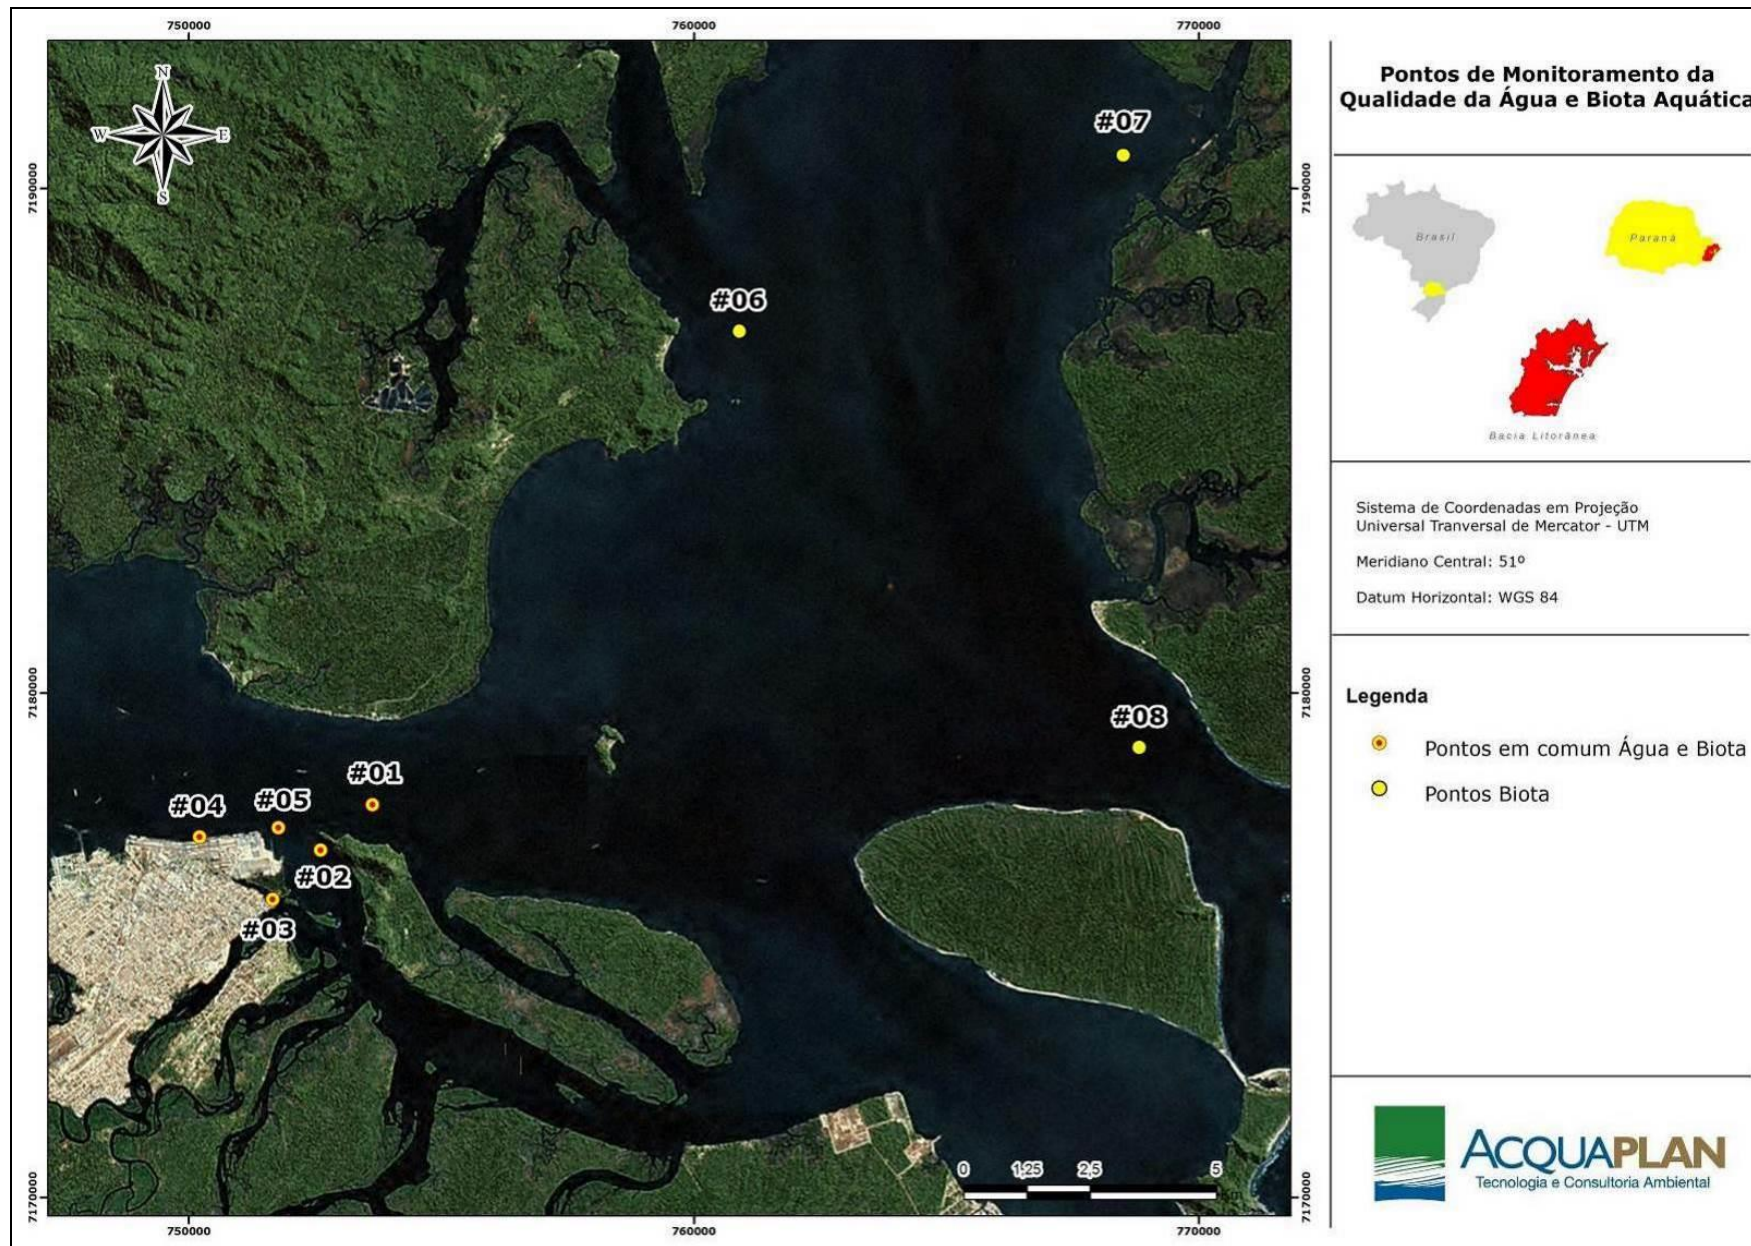 750000
760000
770000
N
W
E
S
7190000
7190000
#07
#06
7180000
7180000
#08
#01
#05
#04
#02
#03
0
1,25
2,5
5
Km
7170000
7170000
750000
760000
770000
Pontos de Monitoramento da
Qualidade da Água e Biota Aquática
Brasil
Paraná
Bacia Litorânea
Sistema de Coordenadas em Projeção
Universal Tranversal de Mercator - UTM
Meridiano Central: 51º
Datum Horizontal: WGS 84
Legenda
Pontos em comum Água e Biota
Pontos Biota
ACQUAPLAN
Tecnologia e Consultoria Ambiental